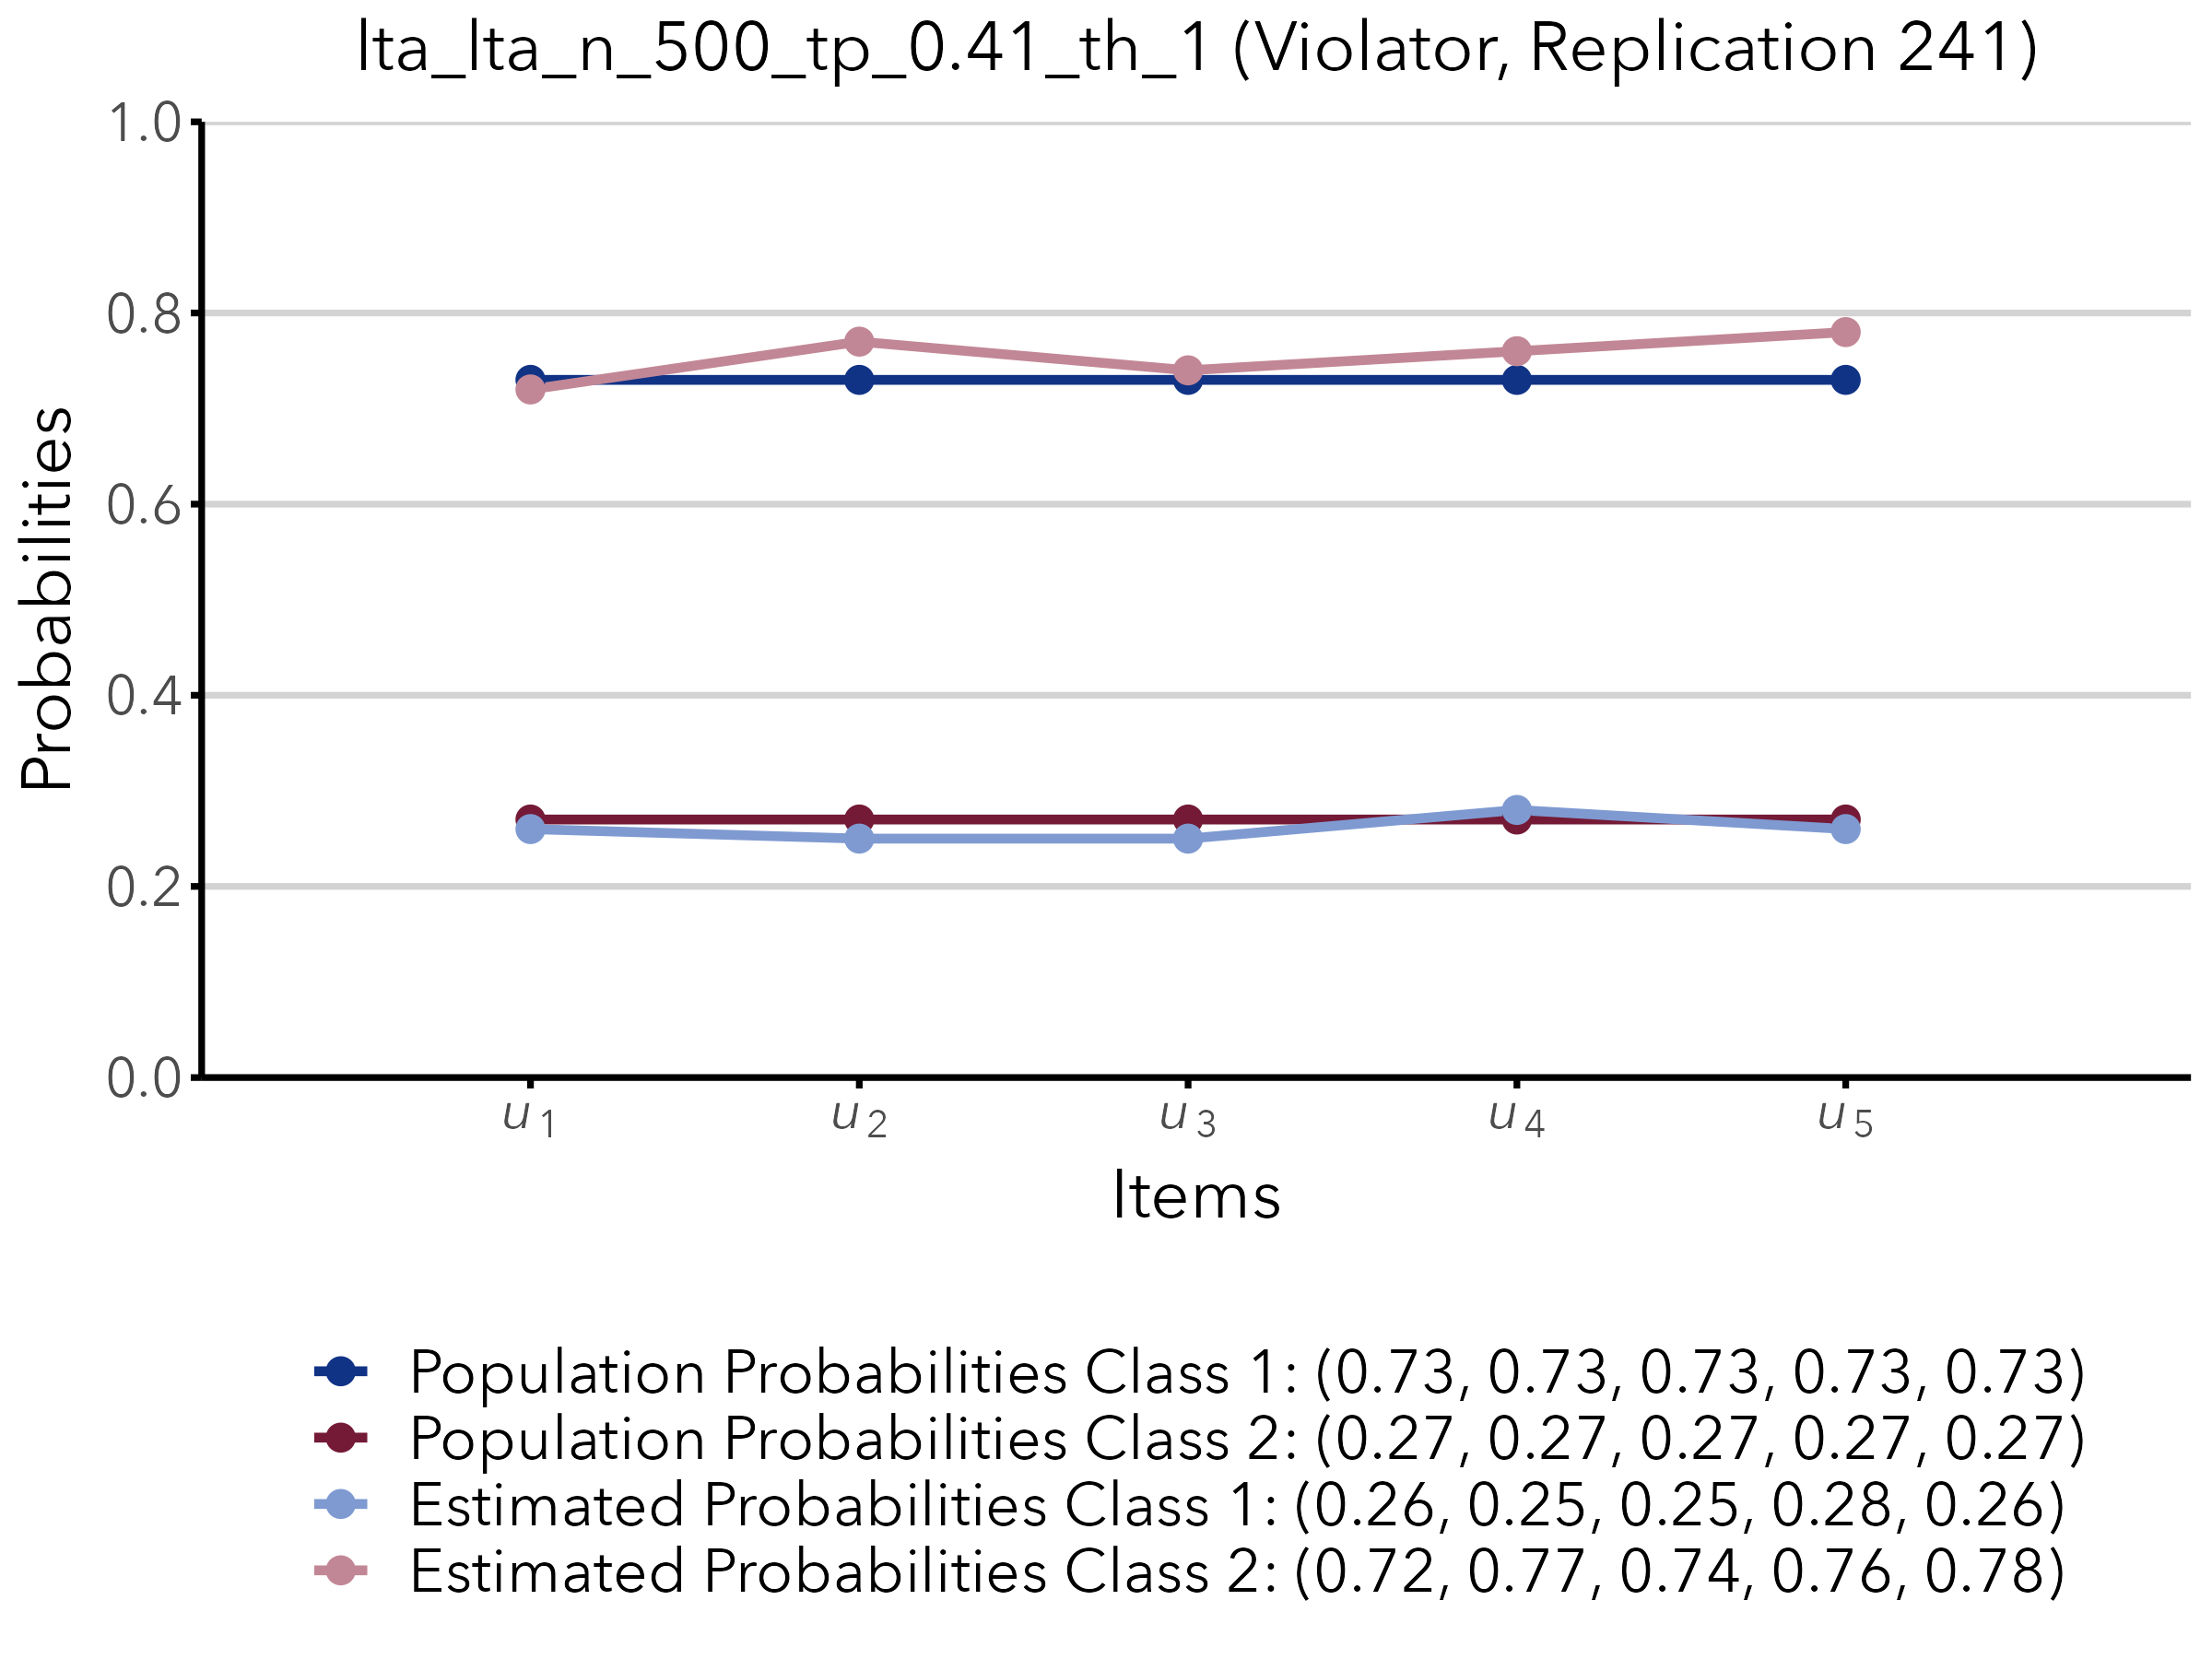 lta_lta_n_500_tp_0.41_th_1 (Violator, Replication 241)
1.0
0.8
0.6
0.4
0.2
0.0
Probabilities
u1 u2 u3 u4 u5
Items
Population Probabilities Class 1: (0.73, 0.73, 0.73, 0.73, 0.73)
Population Probabilities Class 2: (0.27, 0.27, 0.27, 0.27, 0.27)
Estimated Probabilities Class 1: (0.26, 0.25, 0.25, 0.28, 0.26)
Estimated Probabilities Class 2: (0.72, 0.77, 0.74, 0.76, 0.78)